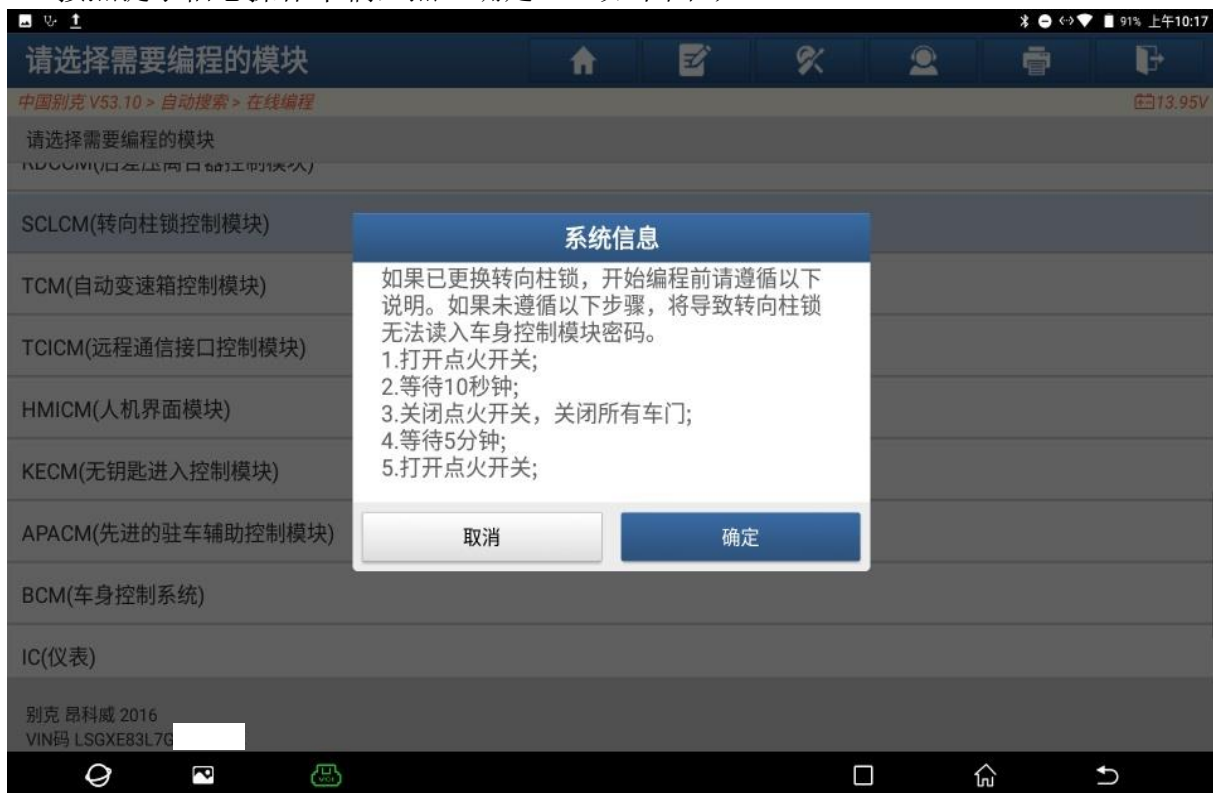 91% 上午10:17
请选择需要编程的模块
中国别克 V53.10 > 自动搜索 > 在线编程
13.95V
请选择需要编程的模块
SCLCM(转向柱锁控制模块)
TCM(自动变速箱控制模块)
TCICM(远程通信接口控制模块)
HMICM(人机界面模块)
KECM(无钥匙进入控制模块)
APACM(先进的驻车辅助控制模块)
BCM(车身控制系统)
IC(仪表)
系统信息
如果已更换转向柱锁，开始编程前请遵循以下
说明。如果未遵循以下步骤，将导致转向柱锁
无法读入车身控制模块密码。
1.打开点火开关;
2.等待10秒钟;
3.关闭点火开关，关闭所有车门;
4.等待5分钟;
5.打开点火开关;
取消
确定
别克 昂科威 2016
VIN码 LSGXE83L7G
VCI